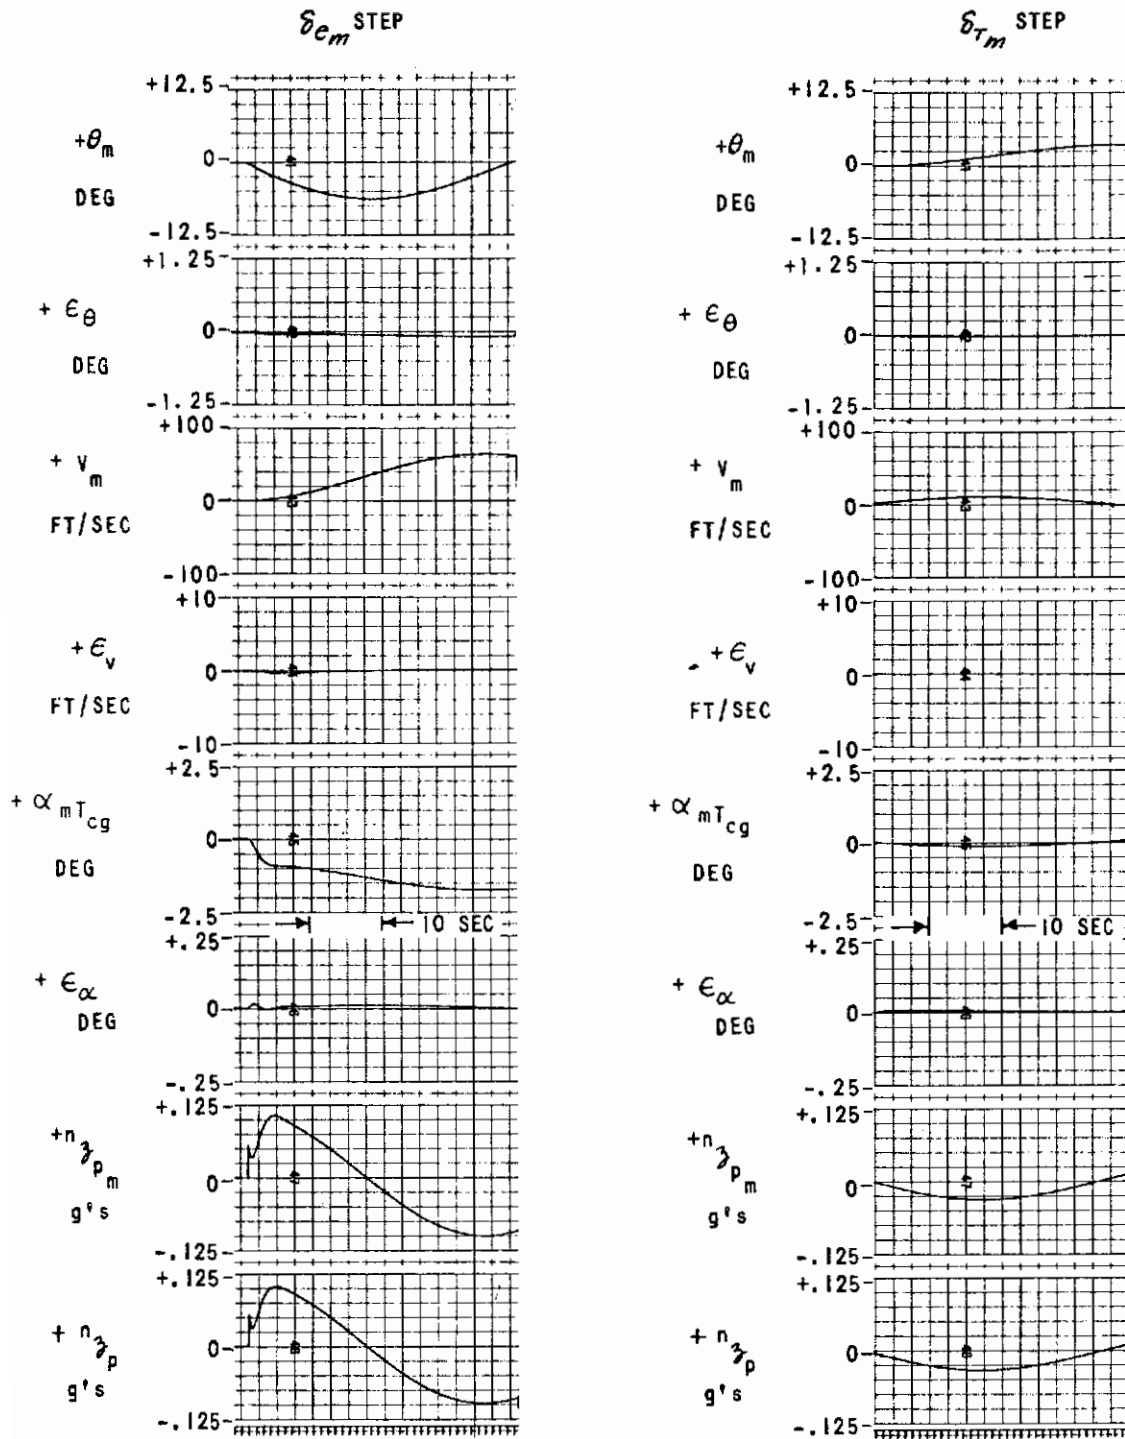 δem STEP
+12.5
+θm
0
DEG
-12.5
+1.25
+ ϵθ
0
DEG
-1.25
+100
+ Vm
0
FT/SEC
-100
+10
+ ϵv
0
FT/SEC
-10
+2.5
+ αmTcg
0
DEG
-2.5
10 SEC
+.25
+ ϵα
0
DEG
-.25
+.125
+nzpm
0
g's
-.125
+.125
+ nzp
0
g's
-.125
δTm STEP
+12.5
+θm
0
DEG
-12.5
+1.25
+ ϵθ
0
DEG
-1.25
+100
+ Vm
0
FT/SEC
-100
+10
+ ϵv
0
FT/SEC
-10
+2.5
+ αmTcg
0
DEG
-2.5
10 SEC
+.25
+ ϵα
0
DEG
-.25
+.125
+nzpm
0
g's
-.125
+.125
+ nzp
0
g's
-.125